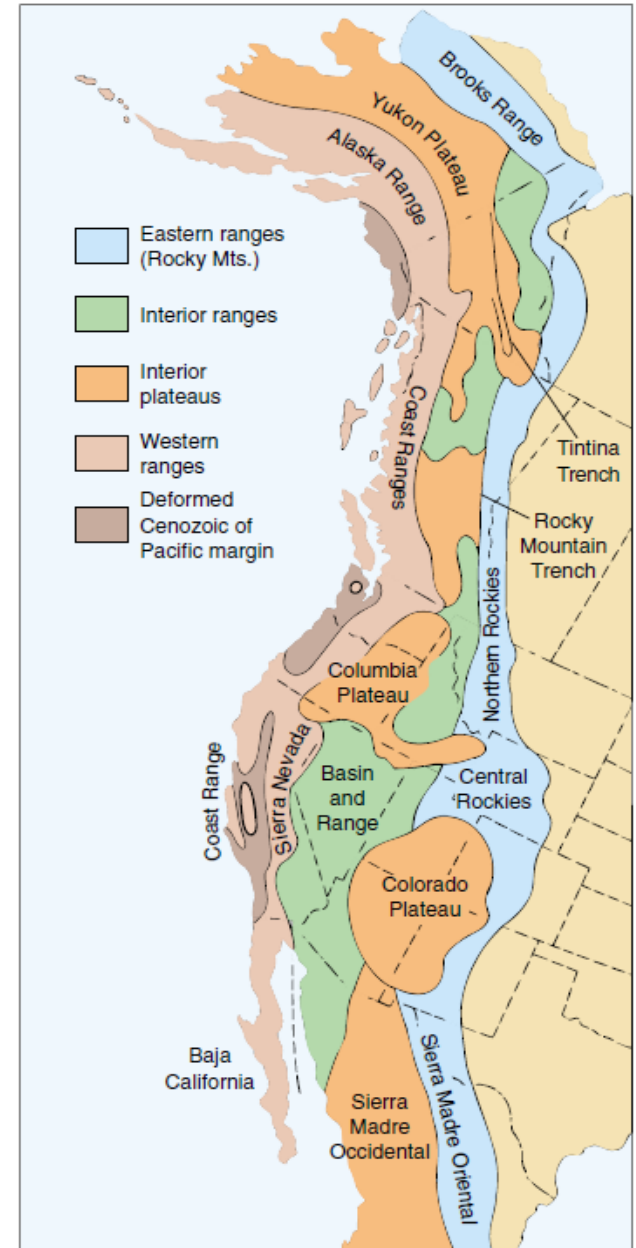 Brooks Range
Yukon Plateau
Alaska Range
Eastern ranges
(Rocky Mts.)
Interior ranges
Interior
plateaus
Western
ranges
Deformed
Cenozoic of
Pacific margin
Coast Ranges
Tintina
Trench
Rocky
Mountain
Trench
Northern Rockies
Columbia
Plateau
Coast Range
Sierra Nevada
Basin
and
Range
Central
Rockies
Colorado
Plateau
Baja
California
Sierra
Madre
Occidental
Sierra Madre Oriental